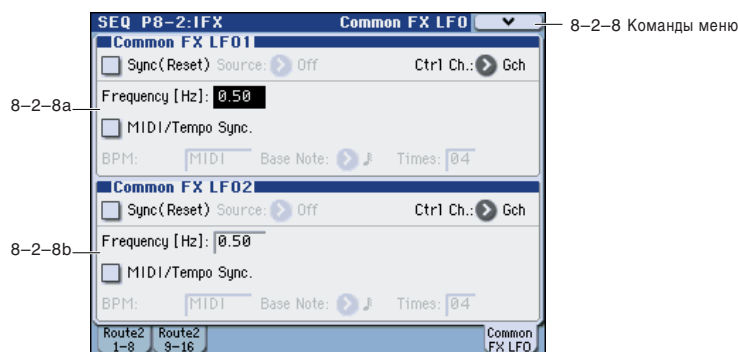 SEQ P8-2:IFX Common FX LFO
8–2–8 Команды меню
Common FX LFO1
Sync(Reset) Source: Off Ctrl Ch.: Gch
Frequency [Hz]: 0.50
8–2–8a
MIDI/Tempo Sync.
BPM: MIDI Base Note: Times: 04
Common FX LFO2
Sync(Reset) Source: Off Ctrl Ch.: Gch
Frequency [Hz]: 0.50
8–2–8b
MIDI/Tempo Sync.
BPM: MIDI Base Note: Times: 04
Route2 1-8 Route2 9-16 Common FX LFO